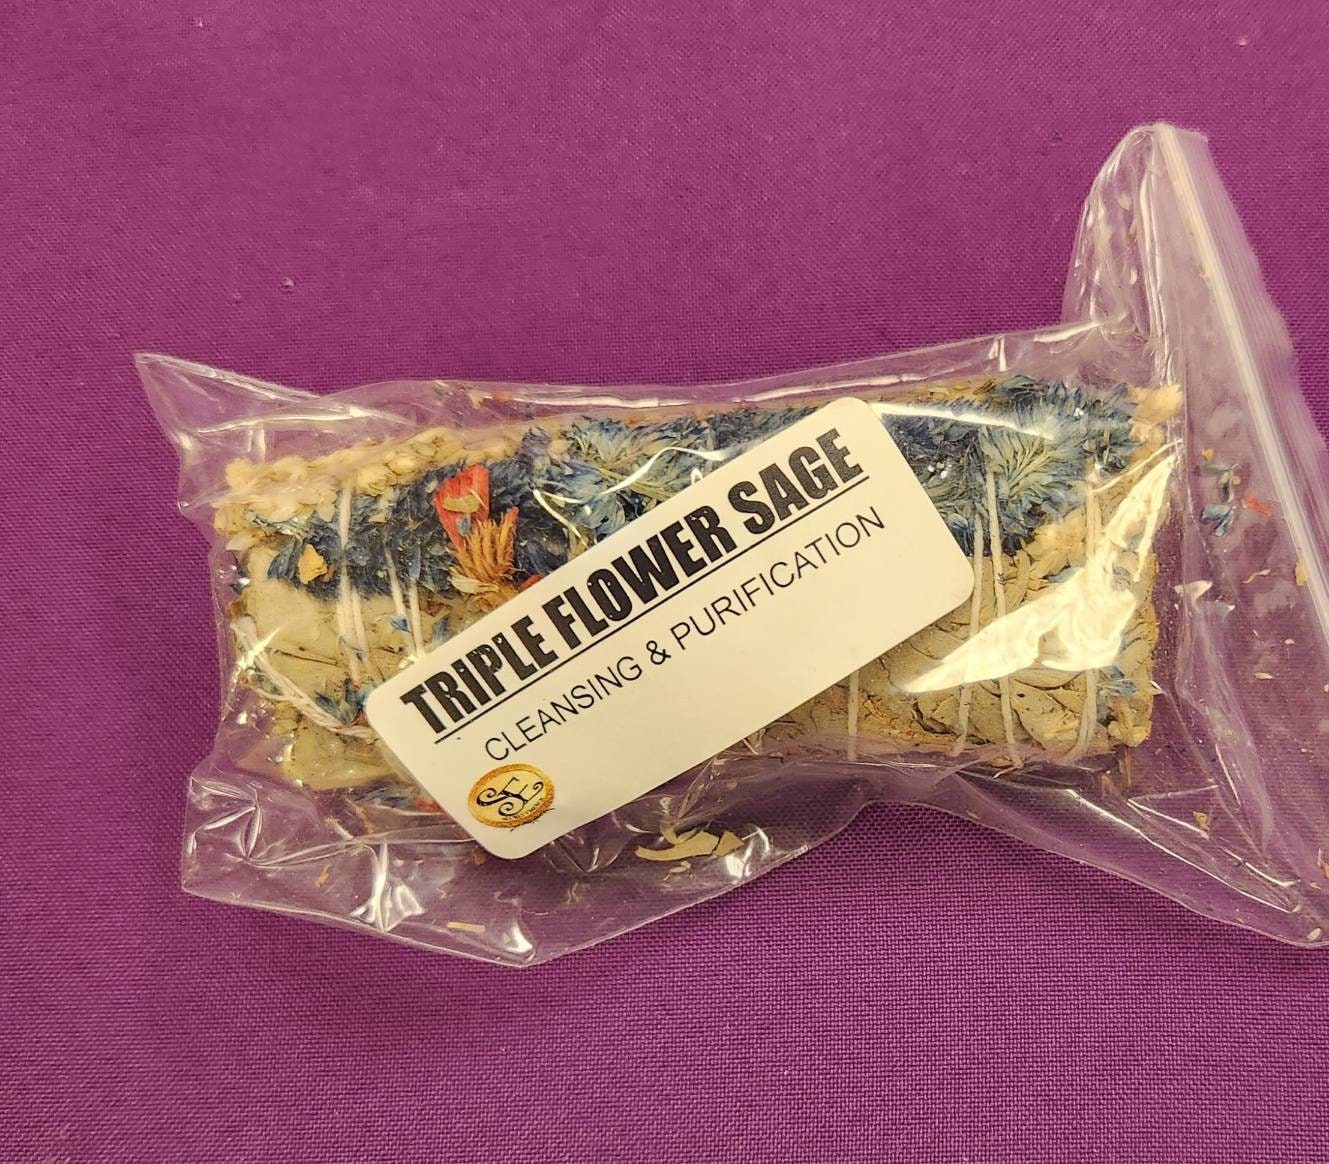 TRIPLE FLOWER SAGE
CLEANSING & PURIFICATION